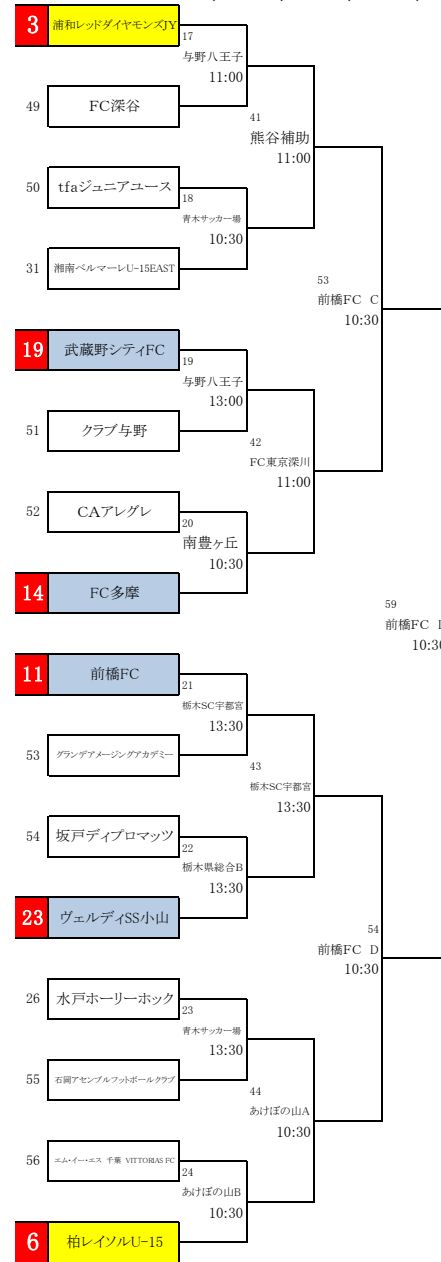 3 浦和レッドダイヤモンズJY
17
与野八王子
11:00
49 FC深谷
41
熊谷補助
11:00
50 tfaジュニアユース
18
青木サッカー場
10:30
31 湘南ベルマーレU-15EAST
53
前橋FC C
10:30
19 武蔵野シティFC
19
与野八王子
13:00
51 クラブ与野
42
FC東京深川
11:00
52 CAアレグレ
20
南豊ヶ丘
10:30
14 FC多摩
59
前橋FC
10:30
11 前橋FC
21
栃木SC宇都宮
13:30
53 グランデアメージングアカデミー
43
栃木SC宇都宮
13:30
54 坂戸ディプロマッツ
22
栃木県総合B
13:30
23 ヴェルディSS小山
54
前橋FC D
10:30
26 水戸ホーリーホック
23
青木サッカー場
13:30
55 石岡アセンブルフットボールクラブ
44
あけぼの山A
10:30
56 エム・イー・エス 千葉 VITTORIAS FC
24
あけぼの山B
10:30
6 柏レイソルU-15